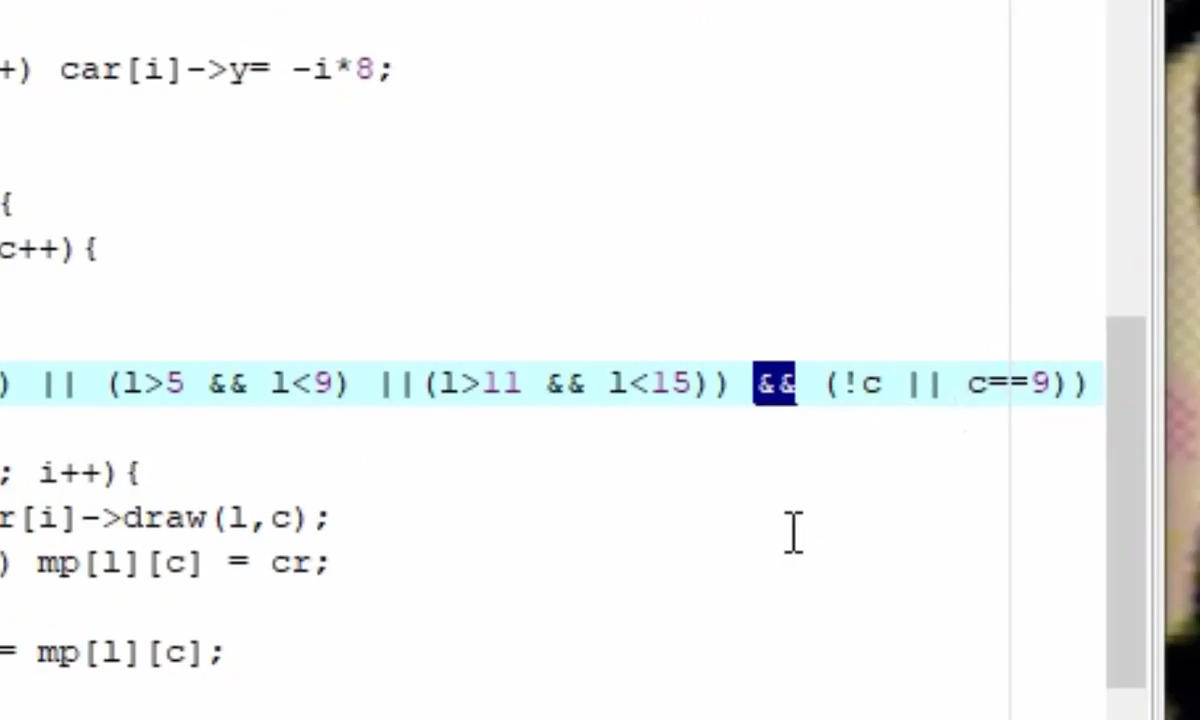 +) car[i]->y= -i*8;
{
c++){
) || (l>5 && l<9) ||(l>11 && l<15)) && (!c || c==9))
; i++){
r[i]->draw(l,c);
) mp[l][c] = cr;
= mp[l][c];